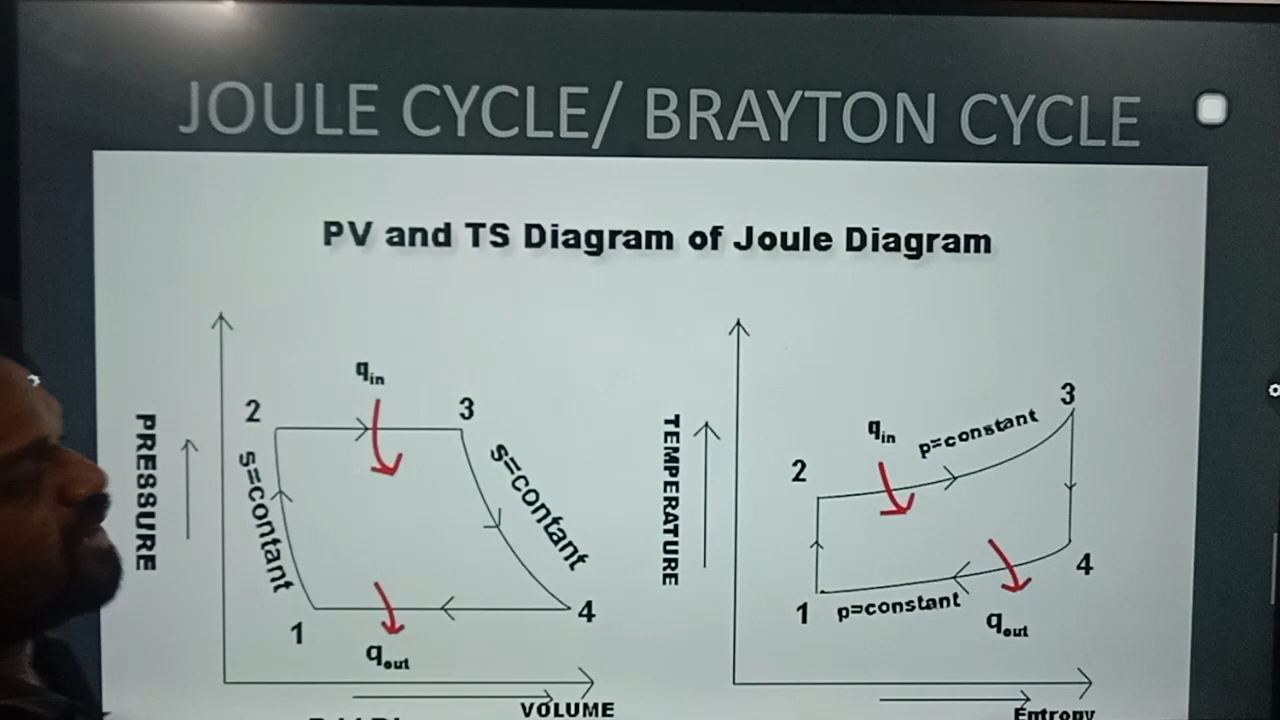 JOULE CYCLE/ BRAYTON CYCLE
PV and TS Diagram of Joule Diagram
PRESSURE
2
qin
3
s=contant
s=contant
1
qout
4
VOLUME
TEMPERATURE
2
qin
p=constant
3
1
p=constant
qout
4
Entropy